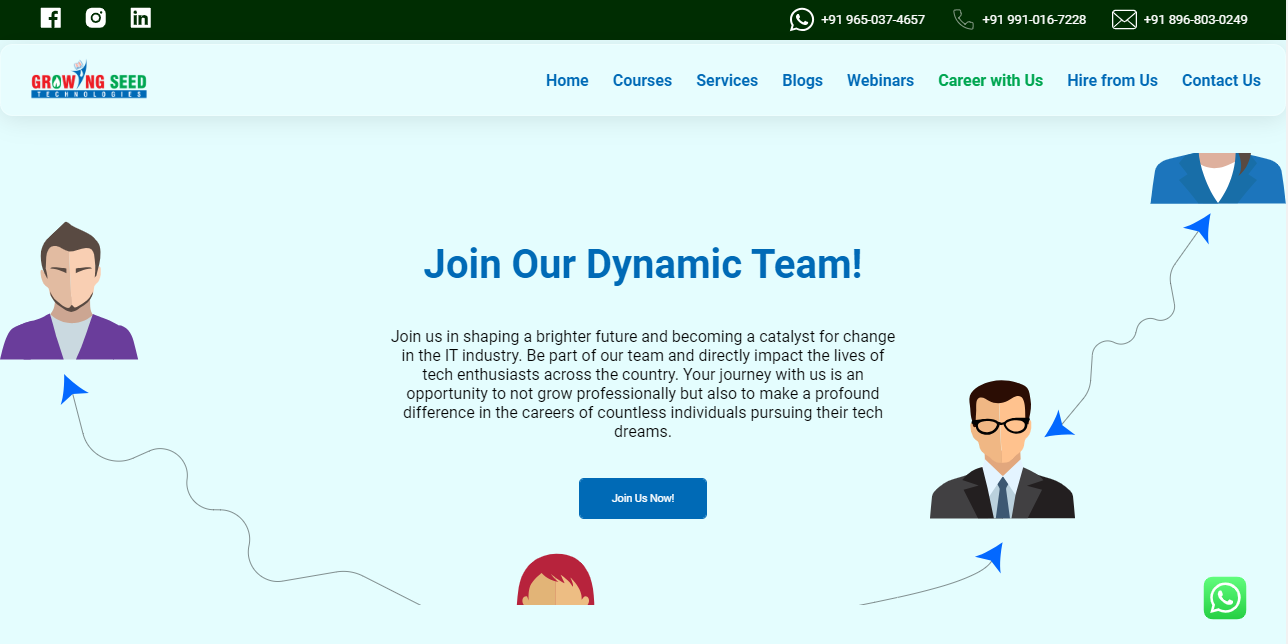 +91 965-037-4657 +91 991-016-7228 +91 896-803-0249
GROWING SEED
TECHNOLOGIES
Home Courses Services Blogs Webinars Career with Us Hire from Us Contact Us
Join Our Dynamic Team!
Join us in shaping a brighter future and becoming a catalyst for change
in the IT industry. Be part of our team and directly impact the lives of
tech enthusiasts across the country. Your journey with us is an
opportunity to not grow professionally but also to make a profound
difference in the careers of countless individuals pursuing their tech
dreams.
Join Us Now!